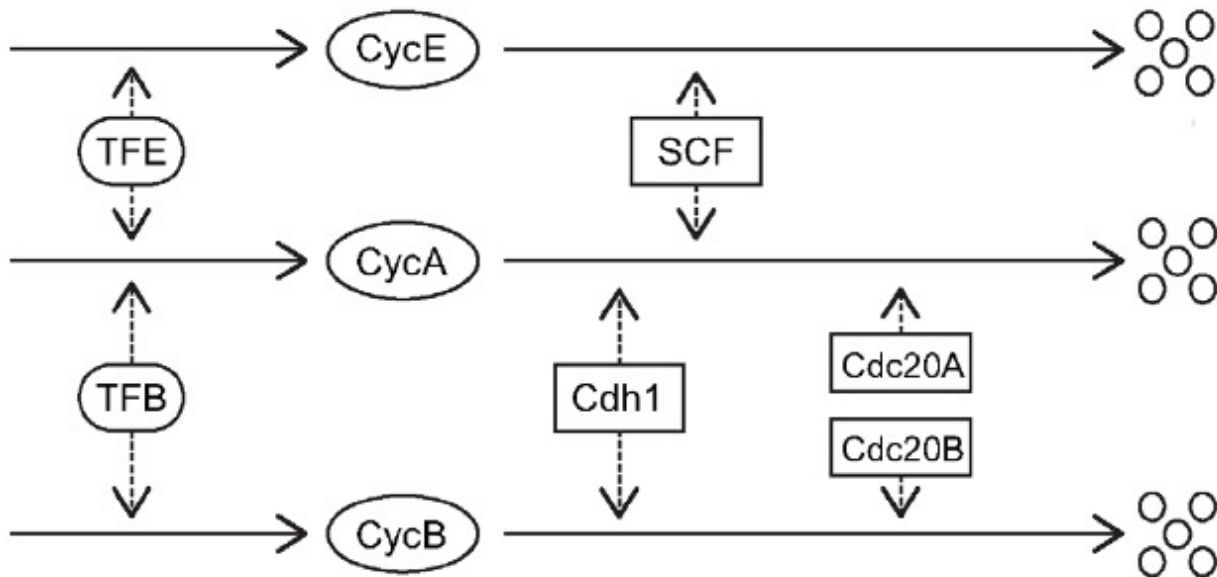 CycE
TFE
SCF
CycA
TFB
Cdh1
Cdc20A
Cdc20B
CycB